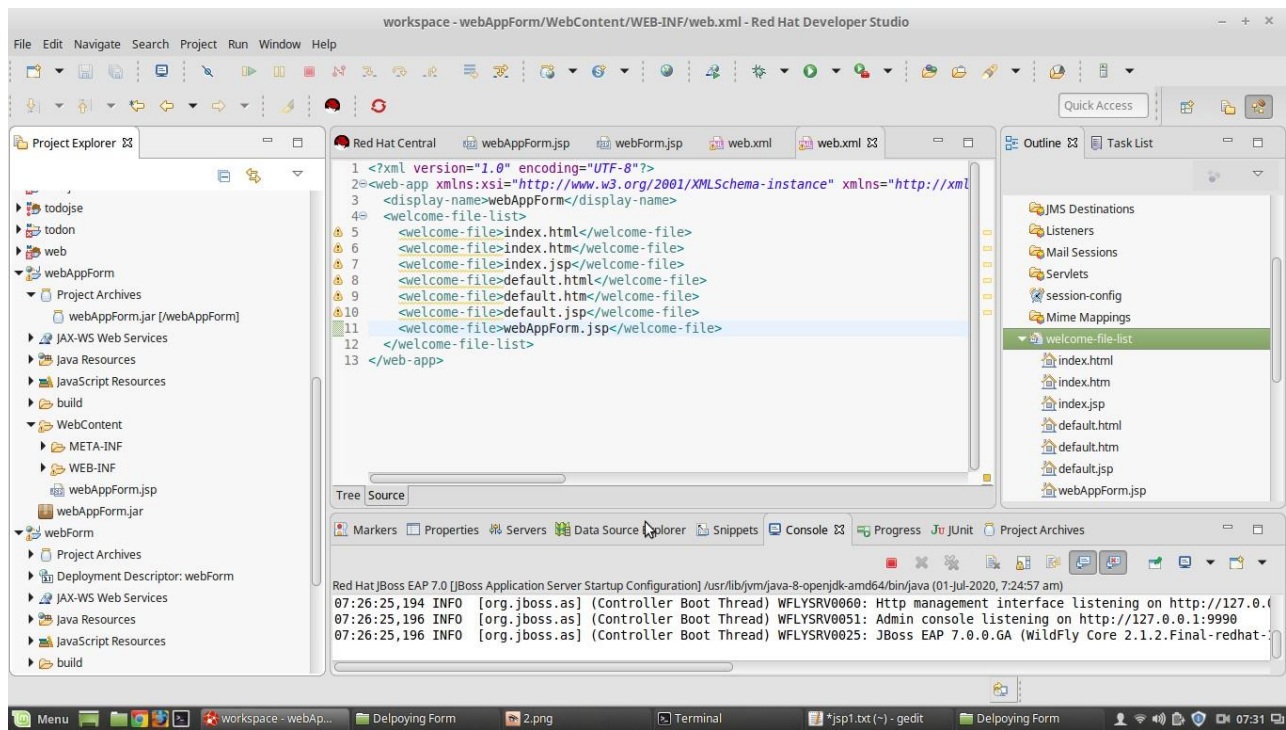 workspace - webAppForm/WebContent/WEB-INF/web.xml - Red Hat Developer Studio
File Edit Navigate Search Project Run Window Help
Quick Access
Project Explorer
todojse
todon
web
webAppForm
Project Archives
webAppForm.jar [/webAppForm]
JAX-WS Web Services
Java Resources
JavaScript Resources
build
WebContent
META-INF
WEB-INF
webAppForm.jsp
webAppForm.jar
webForm
Project Archives
Deployment Descriptor: webForm
JAX-WS Web Services
Java Resources
JavaScript Resources
build
Red Hat Central webAppForm.jsp webForm.jsp web.xml web.xml
1 <?xml version="1.0" encoding="UTF-8"?>
2 <web-app xmlns:xsi="http://www.w3.org/2001/XMLSchema-instance" xmlns="http://xml
3 <display-name>webAppForm</display-name>
4 <welcome-file-list>
5 <welcome-file>index.html</welcome-file>
6 <welcome-file>index.htm</welcome-file>
7 <welcome-file>index.jsp</welcome-file>
8 <welcome-file>default.html</welcome-file>
9 <welcome-file>default.htm</welcome-file>
10 <welcome-file>default.jsp</welcome-file>
11 <welcome-file>webAppForm.jsp</welcome-file>
12 </welcome-file-list>
13 </web-app>
Tree Source
Outline Task List
JMS Destinations
Listeners
Mail Sessions
Servlets
session-config
Mime Mappings
welcome-file-list
index.html
index.htm
index.jsp
default.html
default.htm
default.jsp
webAppForm.jsp
Markers Properties Servers Data Source Explorer Snippets Console Progress Ju JUnit Project Archives
Red Hat JBoss EAP 7.0 [JBoss Application Server Startup Configuration] /usr/lib/jvm/java-8-openjdk-amd64/bin/java (01-Jul-2020, 7:24:57 am)
07:26:25,194 INFO [org.jboss.as] (Controller Boot Thread) WFLYSRV0060: Http management interface listening on http://127.0.
07:26:25,196 INFO [org.jboss.as] (Controller Boot Thread) WFLYSRV0051: Admin console listening on http://127.0.0.1:9990
07:26:25,196 INFO [org.jboss.as] (Controller Boot Thread) WFLYSRV0025: JBoss EAP 7.0.0.GA (WildFly Core 2.1.2.Final-redhat-
Menu workspace - webAp... Delpoying Form 2.png Terminal *jsp1.txt (~) - gedit Delpoying Form 07:31